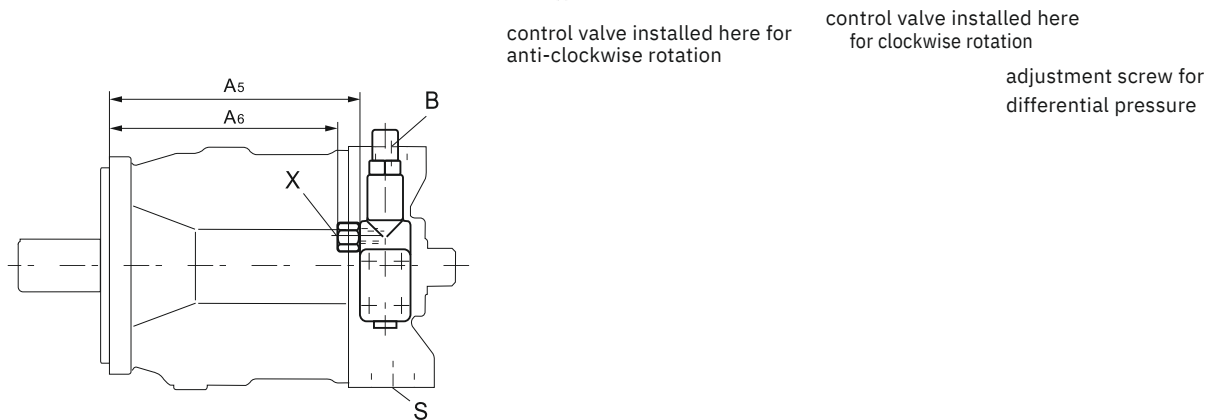 control valve installed here for
anti-clockwise rotation
control valve installed here
for clockwise rotation
adjustment screw for
differential pressure
A5
A6
B
X
S